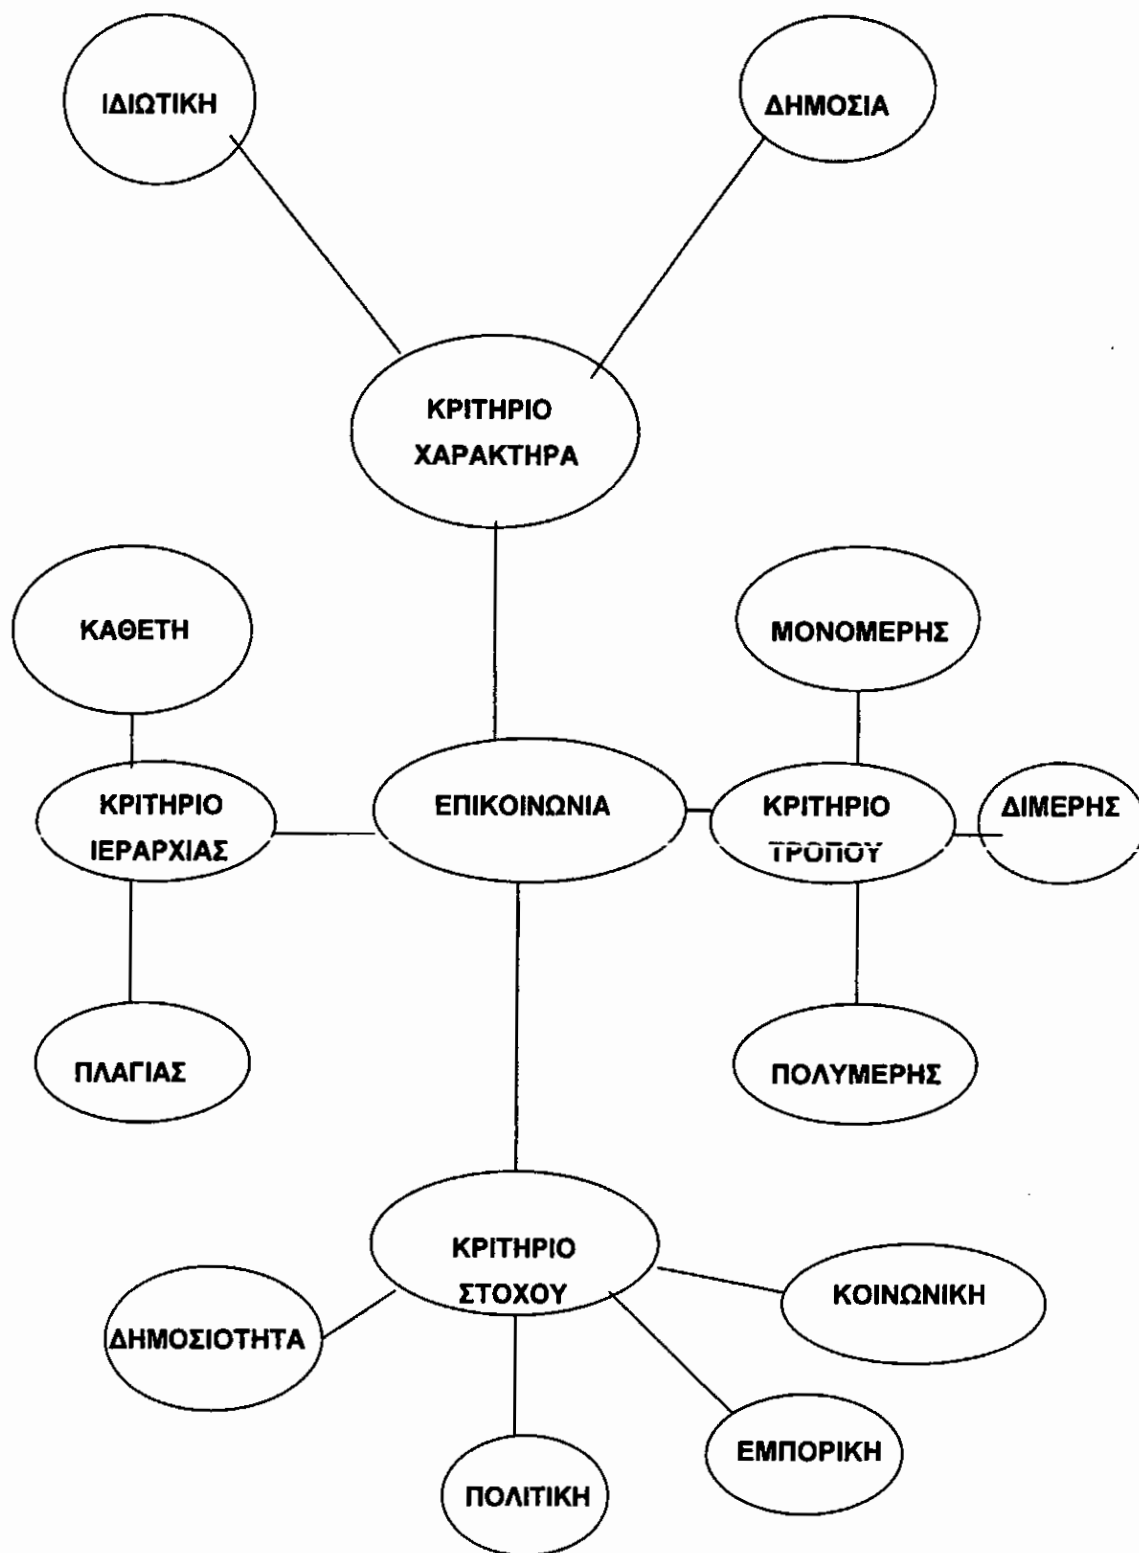 ΙΔΙΩΤΙΚΗ
ΔΗΜΟΣΙΑ
ΚΡΙΤΗΡΙΟ
ΧΑΡΑΚΤΗΡΑ
ΚΑΘΕΤΗ
ΜΟΝΟΜΕΡΗΣ
ΚΡΙΤΗΡΙΟ
ΙΕΡΑΡΧΙΑΣ
ΕΠΙΚΟΙΝΩΝΙΑ
ΚΡΙΤΗΡΙΟ
ΤΡΟΠΟΥ
ΔΙΜΕΡΗΣ
ΠΛΑΓΙΑΣ
ΠΟΛΥΜΕΡΗΣ
ΚΡΙΤΗΡΙΟ
ΣΤΟΧΟΥ
ΚΟΙΝΩΝΙΚΗ
ΔΗΜΟΣΙΟΤΗΤΑ
ΕΜΠΟΡΙΚΗ
ΠΟΛΙΤΙΚΗ